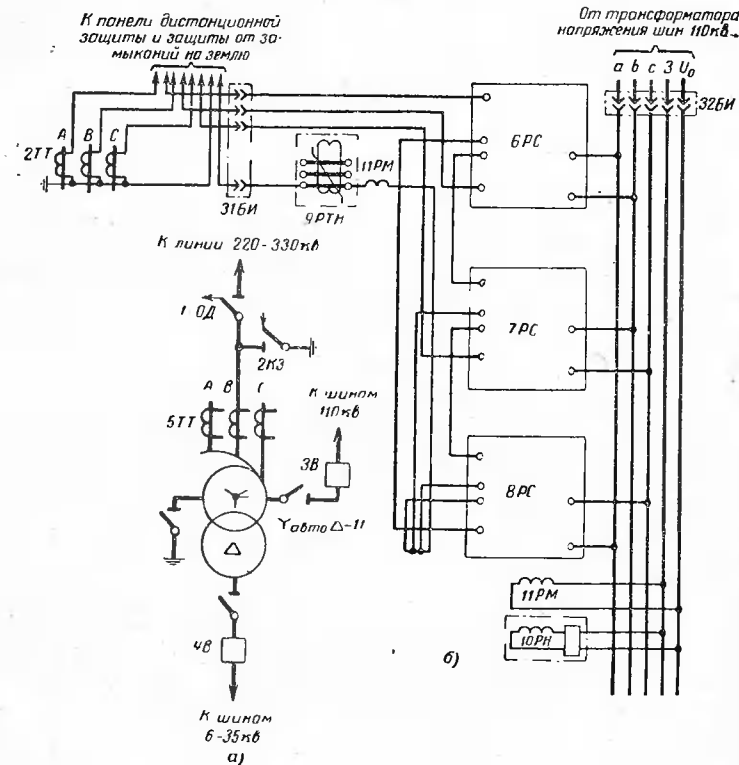 К панели дистанционной
защиты и защиты от за-
мыканий на землю
От трансформатора
напряжения шин 110кв
a b c З U₀
32БИ
2ТТ
А В С
31БИ
9РТН
11РМ
6РС
К линии 220-330кв
1 ОД
2КЗ
7РС
А В С
5ТТ
К шинам
110кв
3В
Yавто Δ-11
Δ
8РС
11РМ
10РН
4В
б)
К шинам
6-35кв
а)